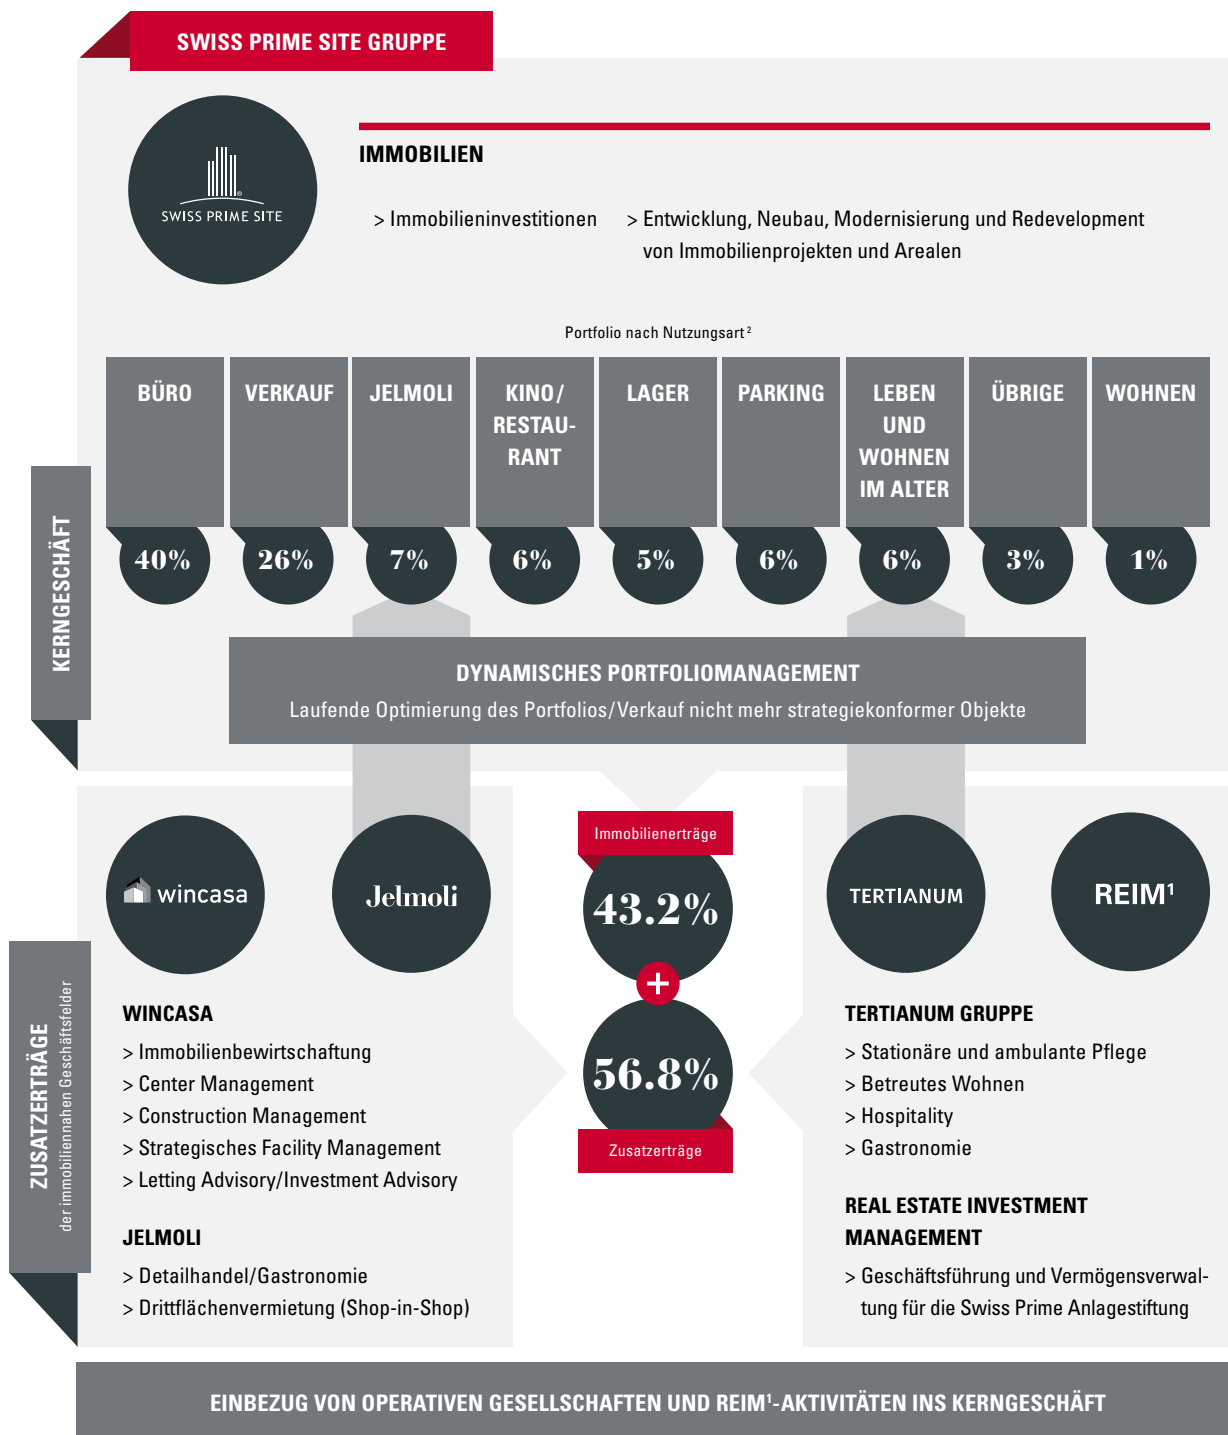 SWISS PRIME SITE GRUPPE
SWISS PRIME SITE
®
IMMOBILIEN
> Immobilieninvestitionen
> Entwicklung, Neubau, Modernisierung und Redevelopment
von Immobilienprojekten und Arealen
Portfolio nach Nutzungsart²
BÜRO
40%
VERKAUF
26%
JELMOLI
7%
KINO/
RESTAU-
RANT
6%
LAGER
5%
PARKING
6%
LEBEN
UND
WOHNEN
IM ALTER
6%
ÜBRIGE
3%
WOHNEN
1%
KERNGESCHÄFT
DYNAMISCHES PORTFOLIOMANAGEMENT
Laufende Optimierung des Portfolios/Verkauf nicht mehr strategiekonformer Objekte
ZUSATZERTRÄGE
der immobiliennahen Geschäftsfelder
wincasa
Jelmoli
WINCASA
> Immobilienbewirtschaftung
> Center Management
> Construction Management
> Strategisches Facility Management
> Letting Advisory/Investment Advisory
JELMOLI
> Detailhandel/Gastronomie
> Drittflächenvermietung (Shop-in-Shop)
Immobilienerträge
43.2%
+
56.8%
Zusatzerträge
TERTIANUM
REIM¹
TERTIANUM GRUPPE
> Stationäre und ambulante Pflege
> Betreutes Wohnen
> Hospitality
> Gastronomie
REAL ESTATE INVESTMENT
MANAGEMENT
> Geschäftsführung und Vermögensverwal-
tung für die Swiss Prime Anlagestiftung
EINBEZUG VON OPERATIVEN GESELLSCHAFTEN UND REIM¹-AKTIVITÄTEN INS KERNGESCHÄFT